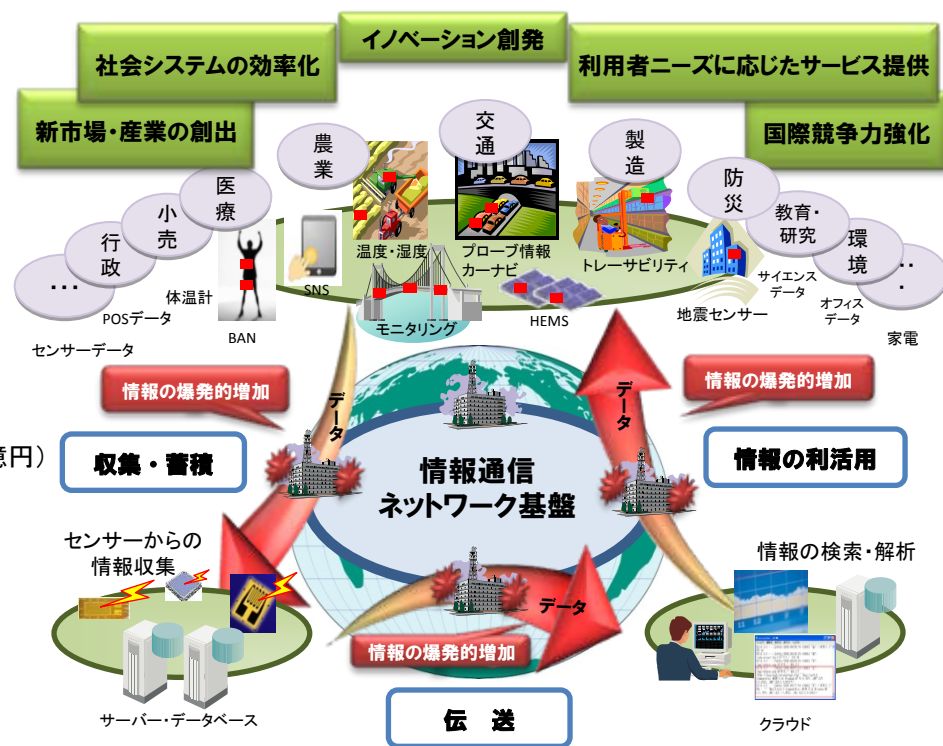 イノベーション創発
社会システムの効率化
利用者ニーズに応じたサービス提供
新市場・産業の創出
国際競争力強化
農業
交通
製造
医療
防災
小売
教育・
研究
行政
環境
…
‥
.
温度・湿度
プローブ情報
カーナビ
トレーサビリティ
サイエンス
データ
体温計
SNS
オフィス
データ
POSデータ
モニタリング
HEMS
地震センサー
センサーデータ
BAN
家電
情報の爆発的増加
情報の爆発的増加
データ
データ
億円）
収集・蓄積
情報通信
ネットワーク基盤
情報の利活用
センサーからの
情報収集
情報の検索・解析
データ
情報の爆発的増加
サーバー・データベース
伝 送
クラウド